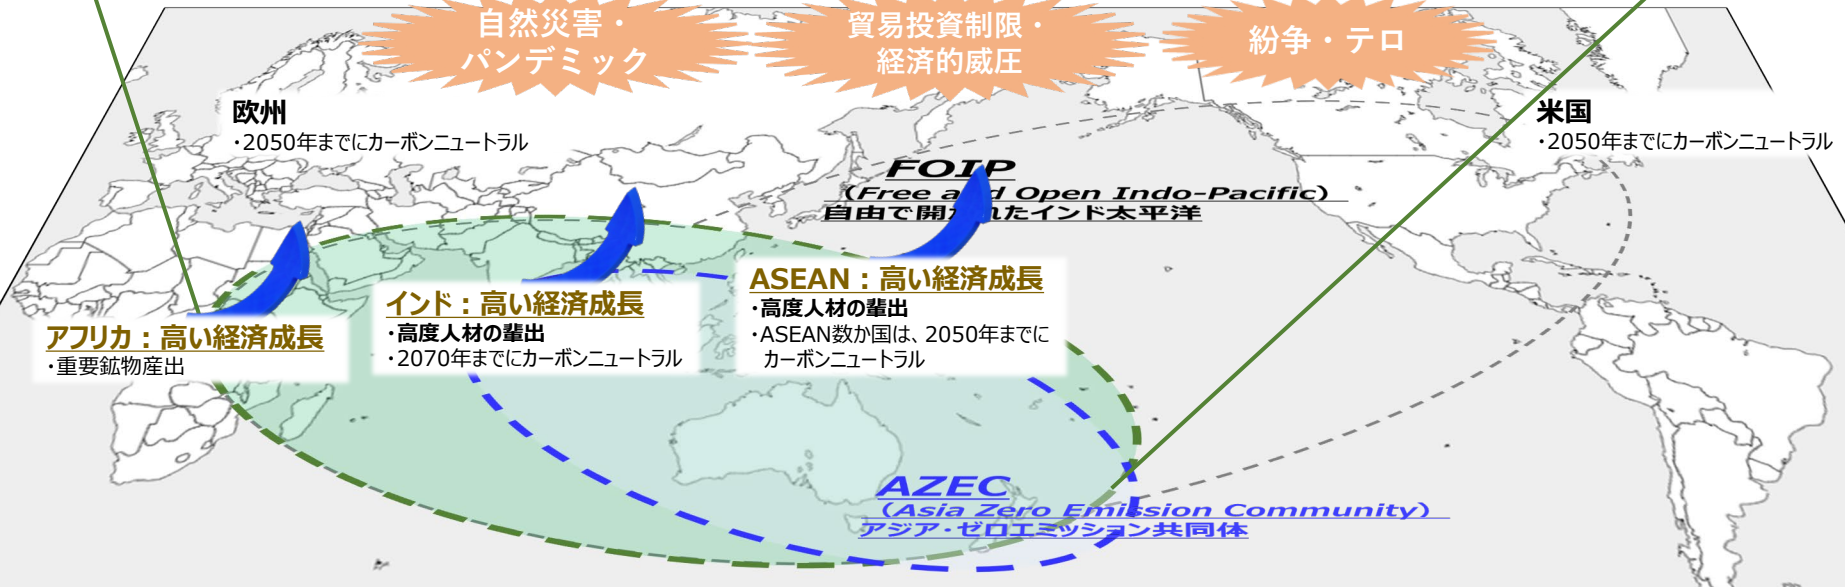 自然災害・
パンデミック
貿易投資制限・
経済的威圧
紛争・テロ
欧州
・2050年までにカーボンニュートラル
米国
・2050年までにカーボンニュートラル
FOIP
(Free and Open Indo-Pacific)
自由で開かれたインド太平洋
アフリカ：高い経済成長
・重要鉱物産出
インド：高い経済成長
・高度人材の輩出
・2070年までにカーボンニュートラル
ASEAN：高い経済成長
・高度人材の輩出
・ASEAN数か国は、2050年までに
カーボンニュートラル
AZEC
(Asia Zero Emission Community)
アジア・ゼロエミッション共同体